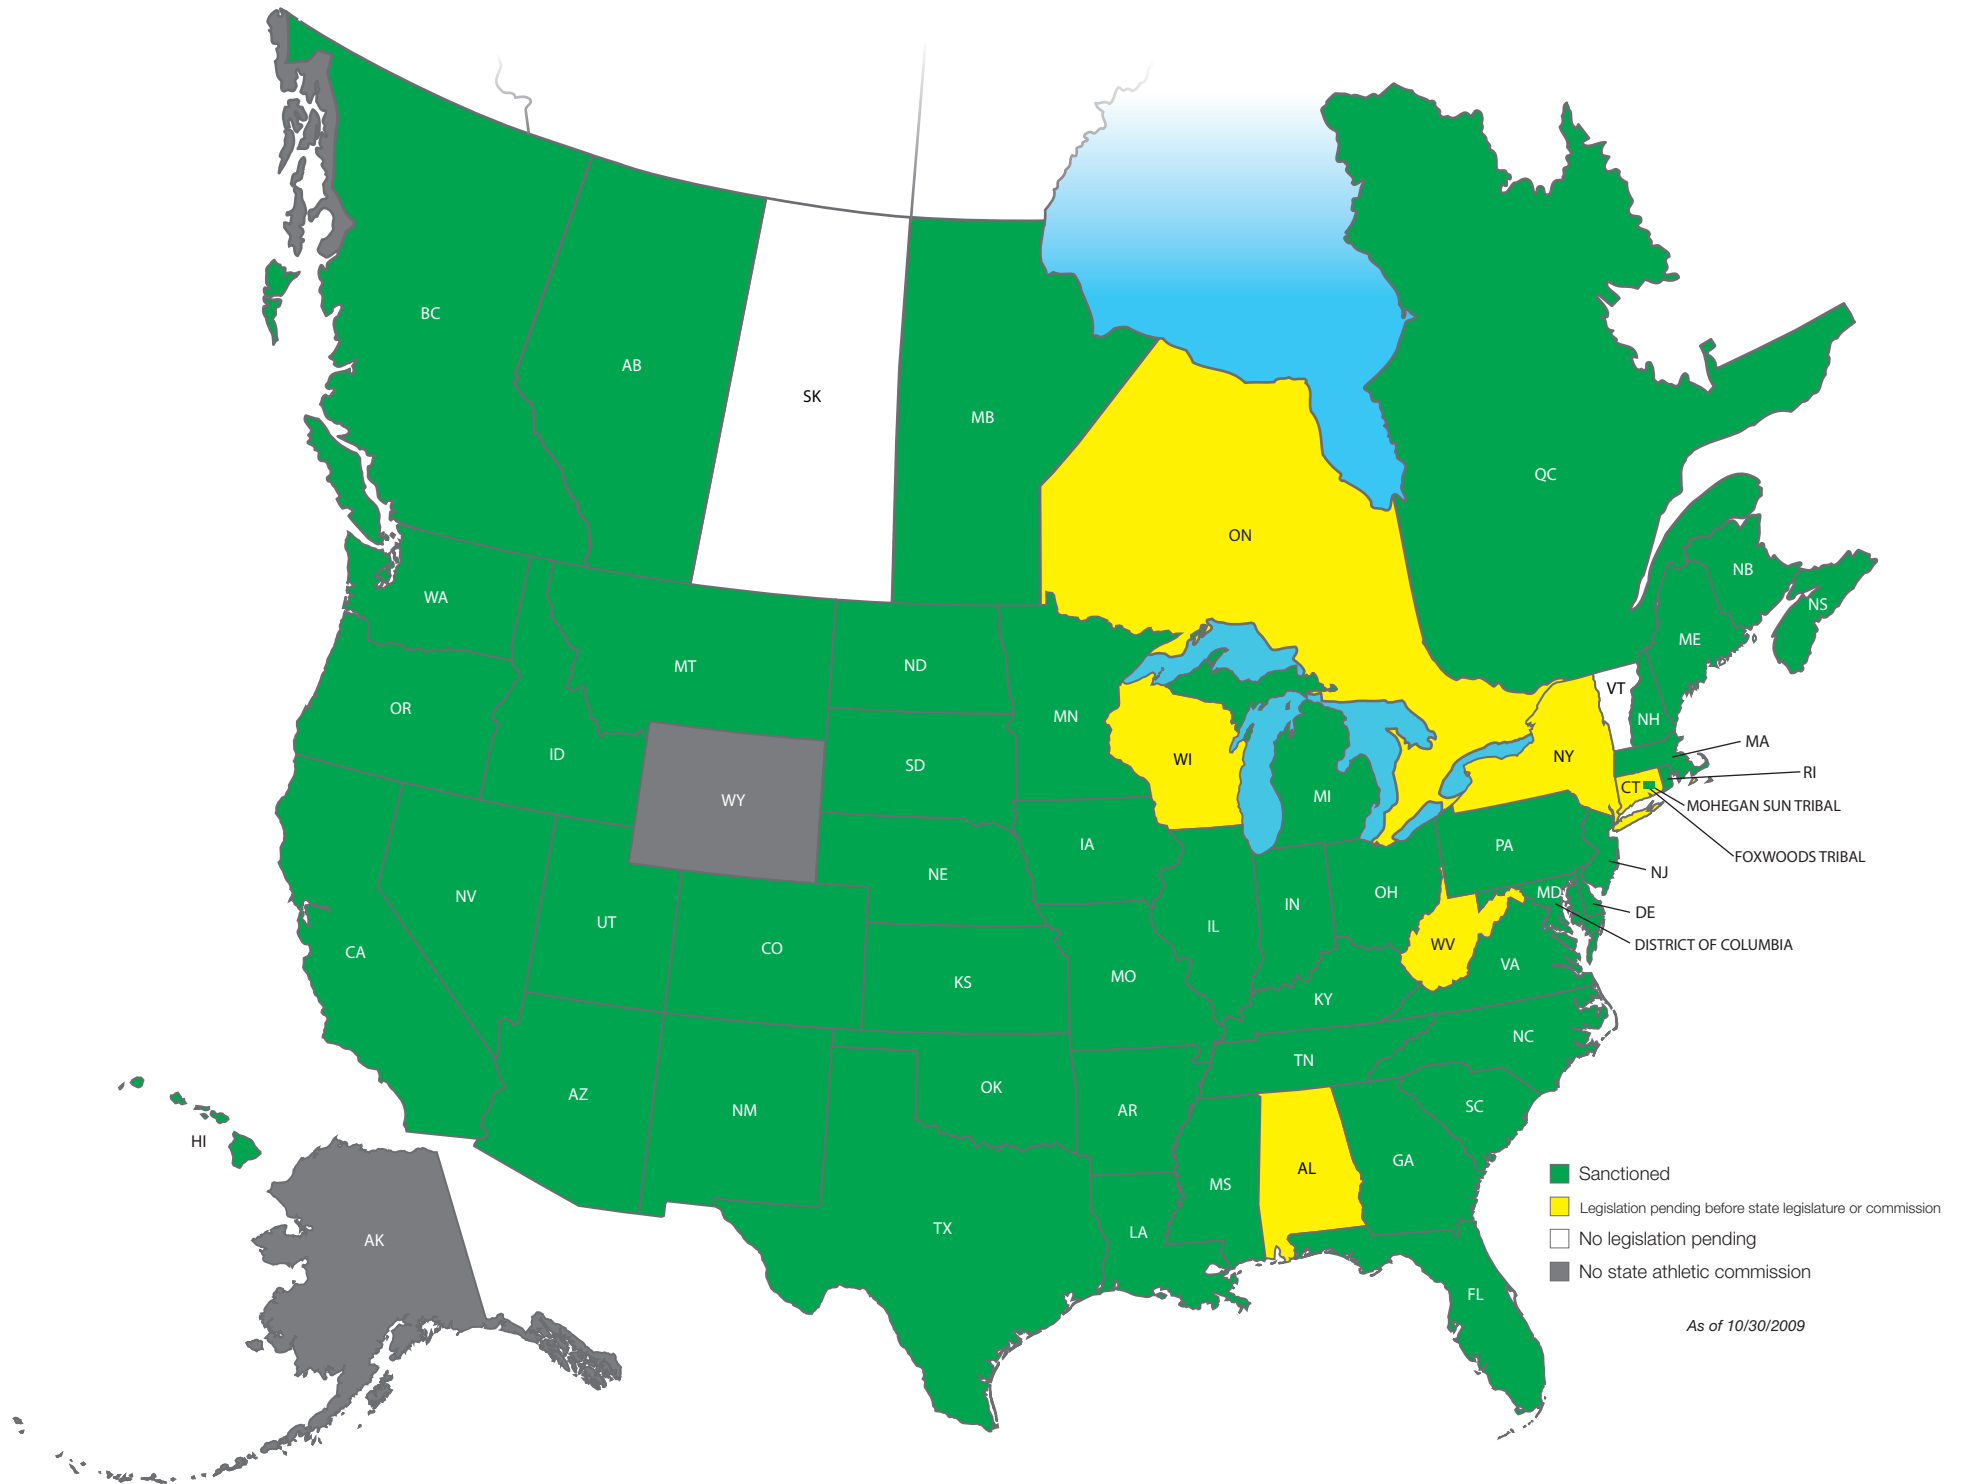 BC
AB
SK
MB
ON
QC
NB
NS
WA
MT
ND
ME
OR
ID
MN
VT
NH
WI
NY
MA
SD
WY
MI
CT
RI
MOHEGAN SUN TRIBAL
IA
PA
FOXWOODS TRIBAL
NJ
NE
NV
IN
OH
MD
DE
UT
IL
CA
CO
WV
DISTRICT OF COLUMBIA
KS
MO
VA
KY
NC
TN
AZ
OK
NM
AR
SC
HI
AL
GA
MS
AK
TX
LA
FL
Sanctioned
Legislation pending before state legislature or commission
No legislation pending
No state athletic commission
As of 10/30/2009